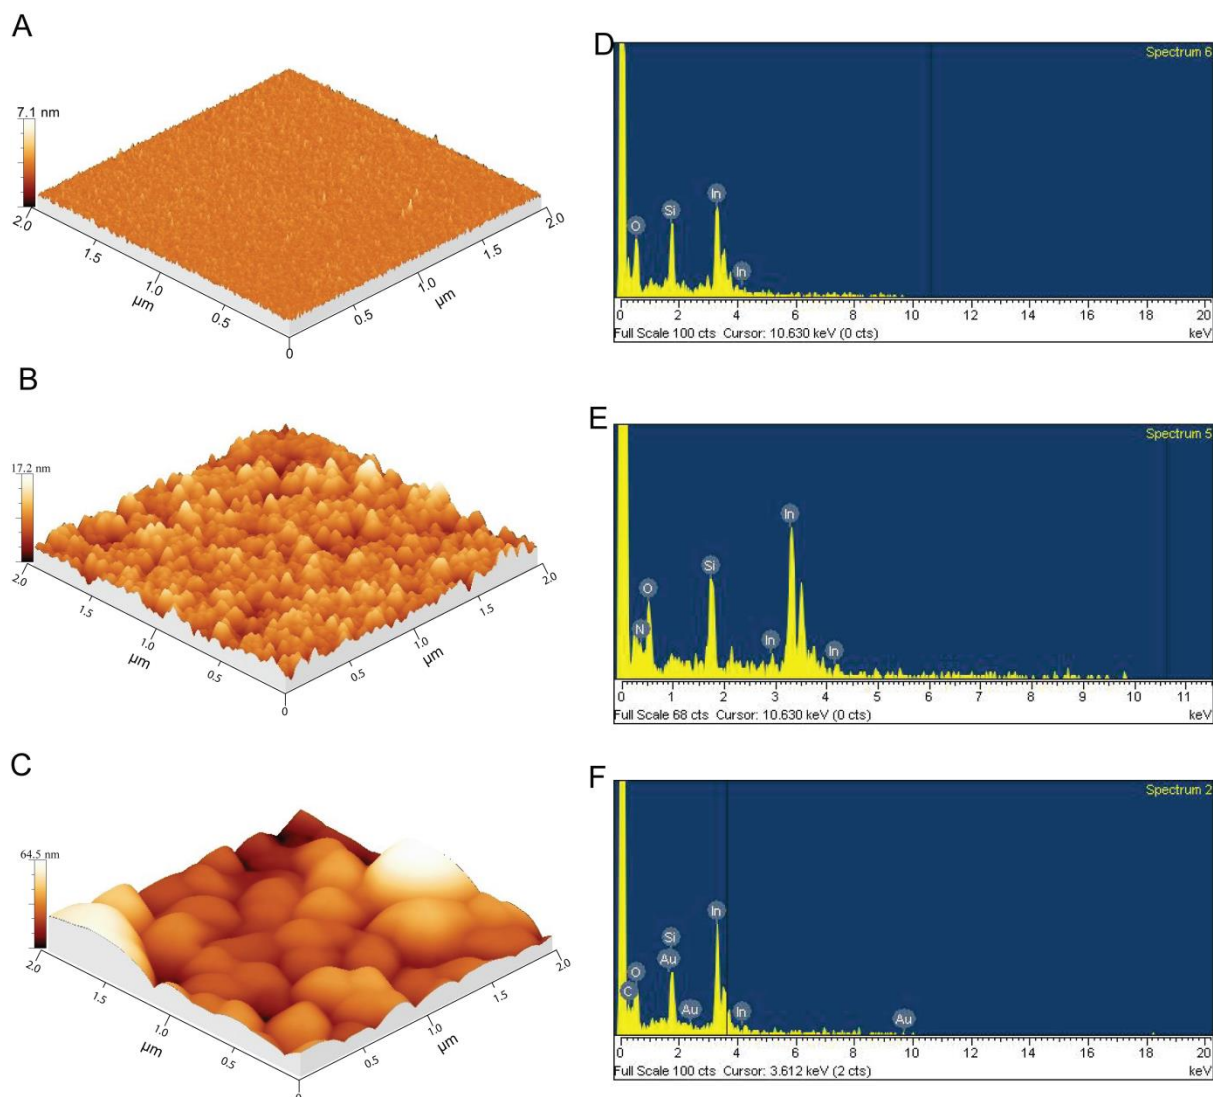 A
7.1 nm
2.0
1.5
1.0
0.5
µm
0
0.5
1.0
1.5
2.0
µm
D
Spectrum 6
O
Si
In
In
0 2 4 6 8 10 12 14 16 18 20
Full Scale 100 cts Cursor: 10.630 keV (0 cts)
keV
B
17.2 nm
2.0
1.5
1.0
0.5
µm
0
0.5
1.0
1.5
2.0
µm
E
Spectrum 5
N
O
Si
In
In
In
0 1 2 3 4 5 6 7 8 9 10 11
Full Scale 68 cts Cursor: 10.630 keV (0 cts)
keV
C
64.5 nm
2.0
1.5
1.0
0.5
µm
0
0.5
1.0
1.5
2.0
µm
F
Spectrum 2
C
O
Si
Au
Au
In
In
Au
0 2 4 6 8 10 12 14 16 18 20
Full Scale 100 cts Cursor: 3.612 keV (2 cts)
keV